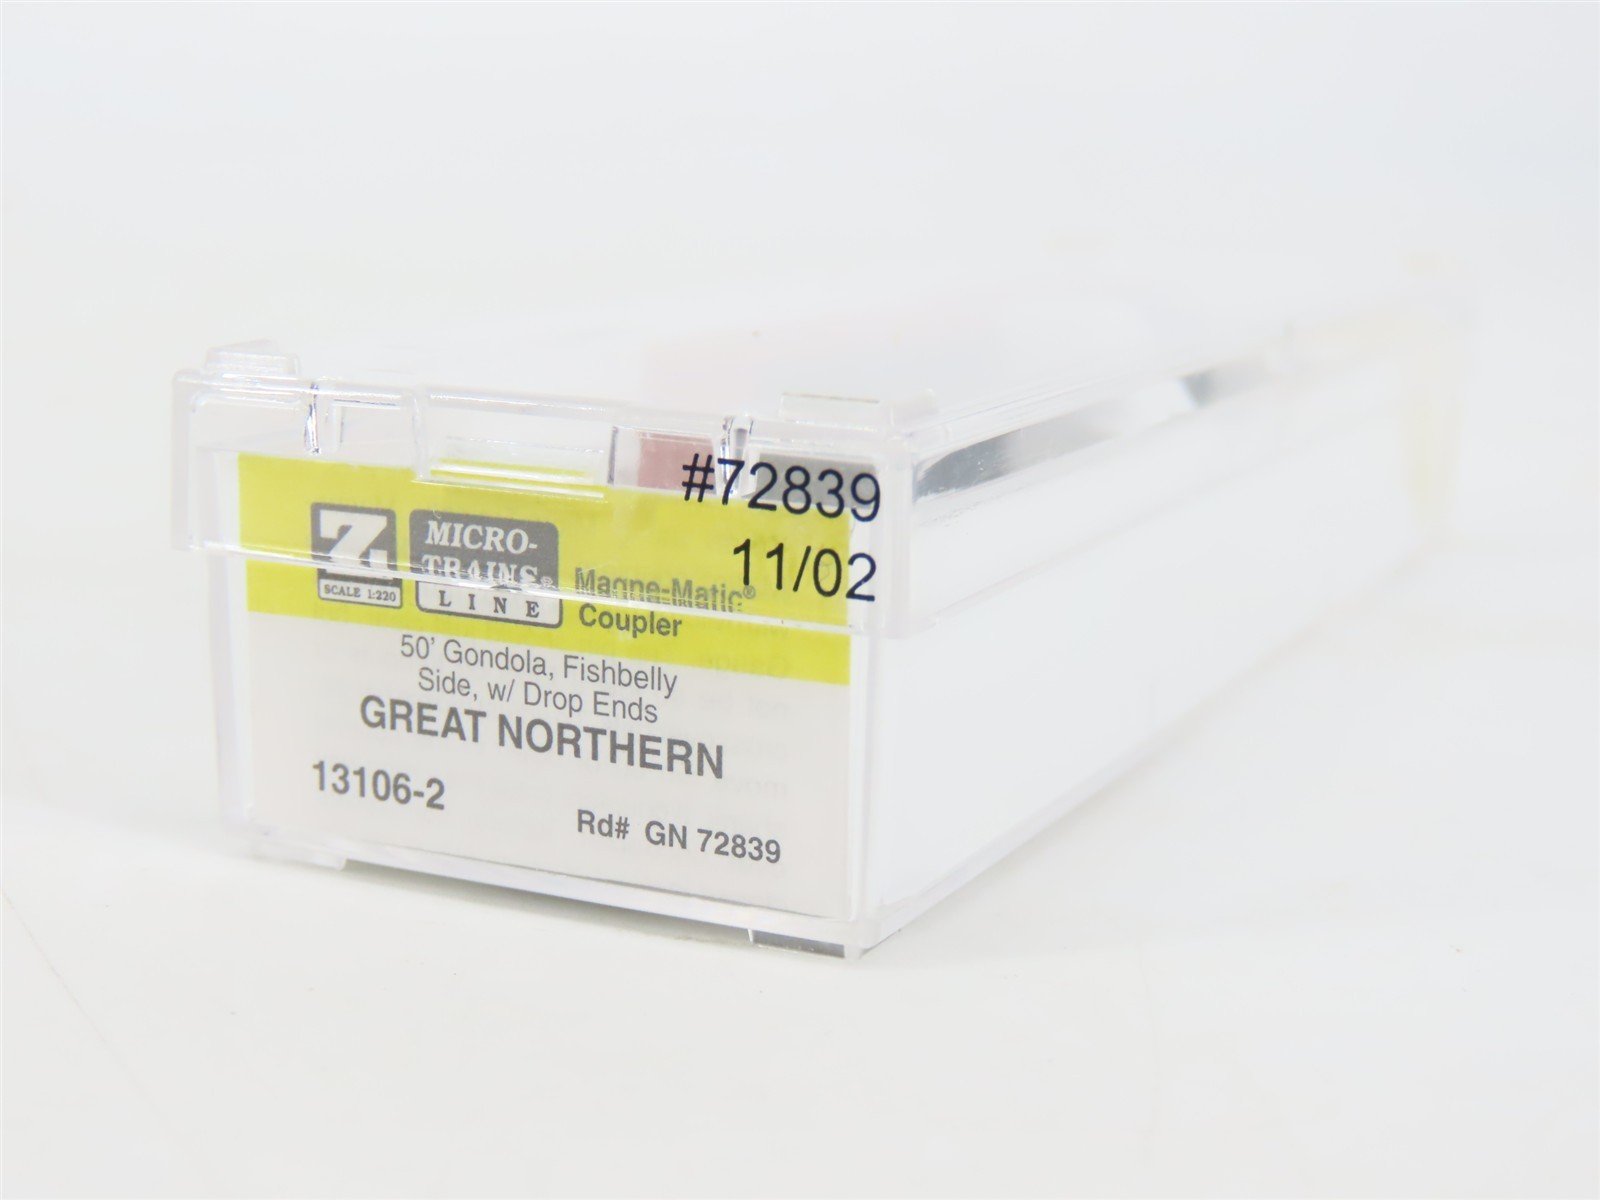 #72839
11/02
Z
SCALE 1:220
MICRO-
TRAINS®
LINE
Magne-Matic®
Coupler
50' Gondola, Fishbelly
Side, w/ Drop Ends
GREAT NORTHERN
13106-2
Rd# GN 72839